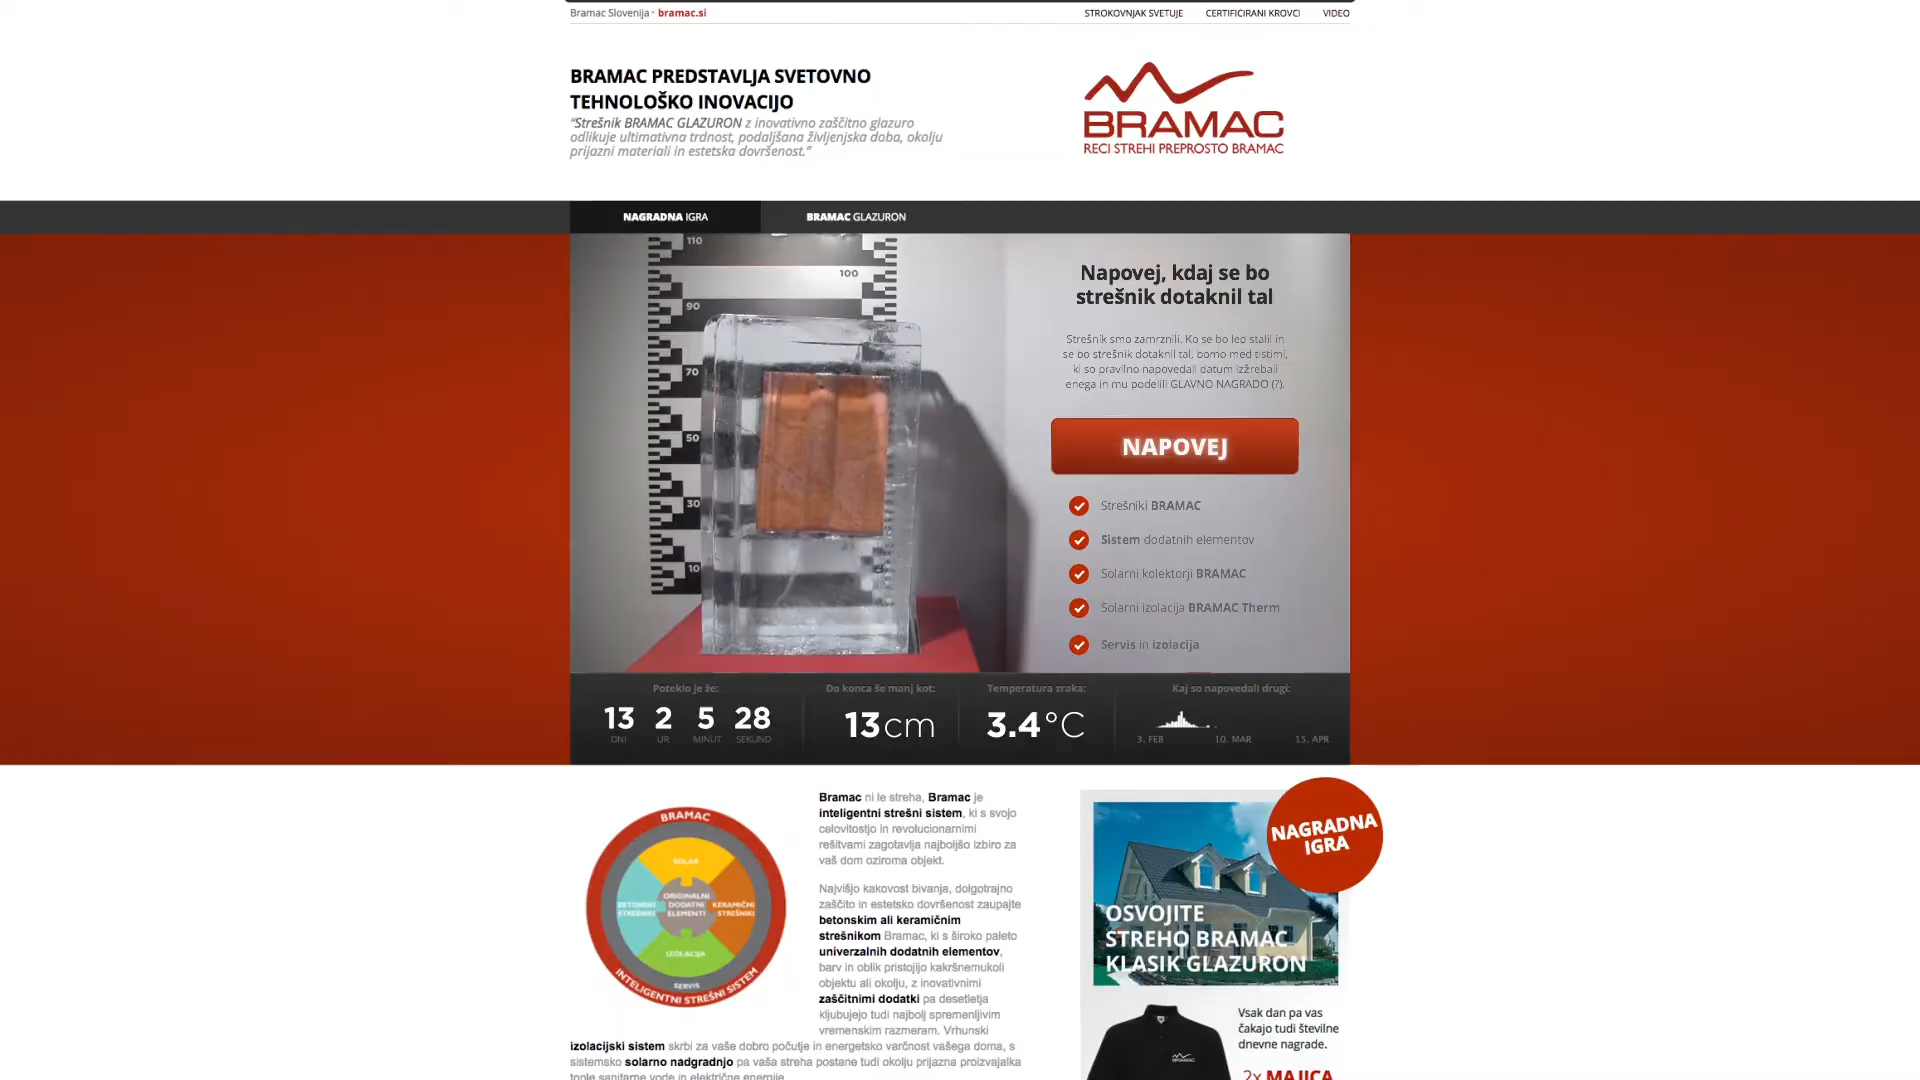 Bramac Slovenija - bramac.si
STROKOVNJAK SVETUJE CERTIFICIRANI KROVCI VIDEO
BRAMAC PREDSTAVLJA SVETOVNO
TEHNOLOŠKO INOVACIJO
“Strešnik BRAMAC GLAZURON z inovativno zaščitno glazuro
odlikuje ultimativna trdnost, podaljšana življenjska doba, okolju
prijazni materiali in estetska dovršenost.”
BRAMAC
RECI STREHI PREPROSTO BRAMAC
NAGRADNA IGRA
BRAMAC GLAZURON
110
100
90
70
50
30
10
Napovej, kdaj se bo
strešnik dotaknil tal
Strešnik smo zamrznili. Ko se bo led stalil in
se bo strešnik dotaknil tal, bomo med tistimi,
ki so pravilno napovedali datum izžrebali
enega in mu podelili GLAVNO NAGRADO (?).
NAPOVEJ
Strešniki BRAMAC
Sistem dodatnih elementov
Solarni kolektorji BRAMAC
Solarni izolacija BRAMAC Therm
Servis in izolacija
Poteklo je že:
13 2 5 28
DNI UR MINUT SEKUND
Do konca še manj kot:
13cm
Temperatura zraka:
3.4°C
Kaj so napovedali drugi:
3. FEB 10. MAR 15. APR
BRAMAC
SOLAR
BETONSKI
STREŠNIKI
ORIGINALNI
DODATNI
ELEMENTI
KERAMIČNI
STREŠNIKI
IZOLACIJA
SERVIS
INTELIGENTNI STREŠNI SISTEM
Bramac ni le streha, Bramac je
inteligentni strešni sistem, ki s svojo
celovitostjo in revolucionarnimi
rešitvami zagotavlja najboljšo izbiro za
vaš dom oziroma objekt.
Najvišjo kakovost bivanja, dolgotrajno
zaščito in estetsko dovršenost zaupajte
betonskim ali keramičnim
strešnikom Bramac, ki s široko paleto
univerzalnih dodatnih elementov,
barv in oblik pristojijo kakršnemukoli
objektu ali okolju, z inovativnimi
zaščitnimi dodatki pa desetletja
kljubujejo tudi najbolj spremenljivim
vremenskim razmeram. Vrhunski
izolacijski sistem skrbi za vaše dobro počutje in energetsko varčnost vašega doma, s
sistemsko solarno nadgradnjo pa vaša streha postane tudi okolju prijazna proizvajalka
tople sanitarne vode in električne energije.
NAGRADNA
IGRA
OSVOJITE
STREHO BRAMAC
KLASIK GLAZURON
BRAMAC
Vsak dan pa vas
čakajo tudi številne
dnevne nagrade.
2x MAJICA